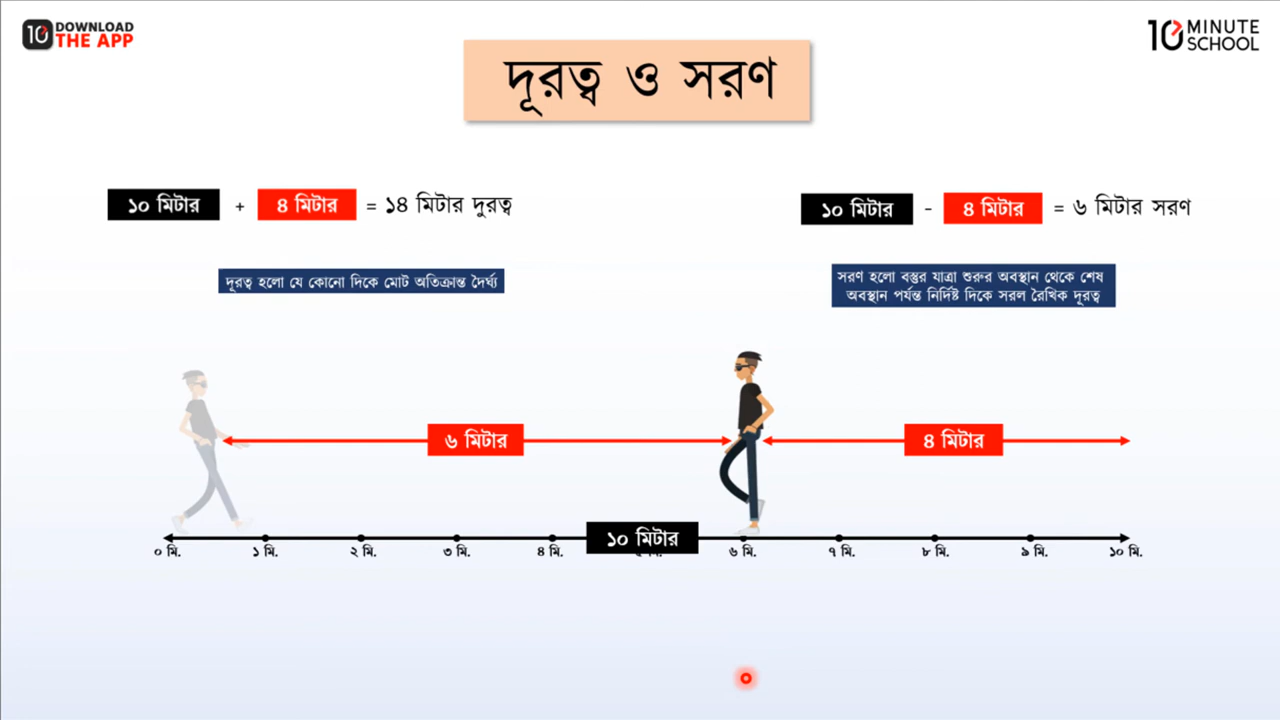 DOWNLOAD
THE APP
10 MINUTE
SCHOOL
দূরত্ব ও সরণ
১০ মিটার + ৪ মিটার = ১৪ মিটার দুরত্ব
১০ মিটার - ৪ মিটার = ৬ মিটার সরণ
দূরত্ব হলো যে কোনো দিকে মোট অতিক্রান্ত দৈর্ঘ্য
সরণ হলো বস্তুর যাত্রা শুরুর অবস্থান থেকে শেষ
অবস্থান পর্যন্ত নির্দিষ্ট দিকে সরল রৈখিক দূরত্ব
৬ মিটার
৪ মিটার
১০ মিটার
০ মি. ১ মি. ২ মি. ৩ মি. ৪ মি. ৬ মি. ৭ মি. ৮ মি. ৯ মি. ১০ মি.